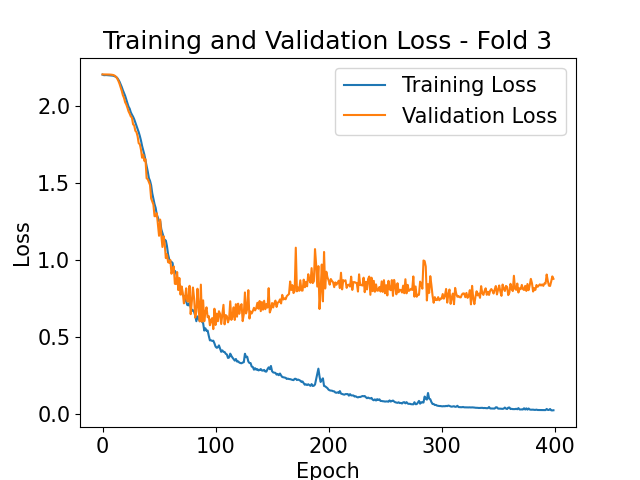 Training and Validation Loss - Fold 3
Training Loss
Validation Loss
Loss
2.0
1.5
1.0
0.5
0.0
0 100 200 300 400
Epoch